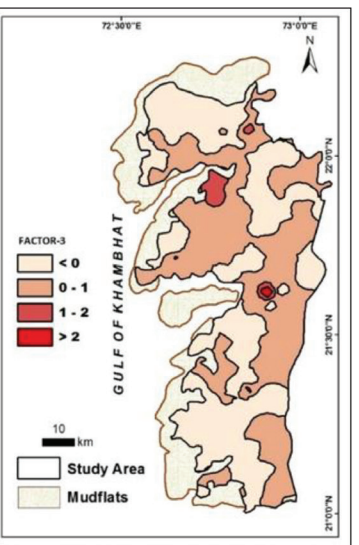 72°30'0"E 73°0'0"E
N
22°0'0"N
GULF OF KHAMBHAT
FACTOR-3
< 0
0 - 1
1 - 2
> 2
21°30'0"N
10
km
Study Area
Mudflats
21°0'0"N